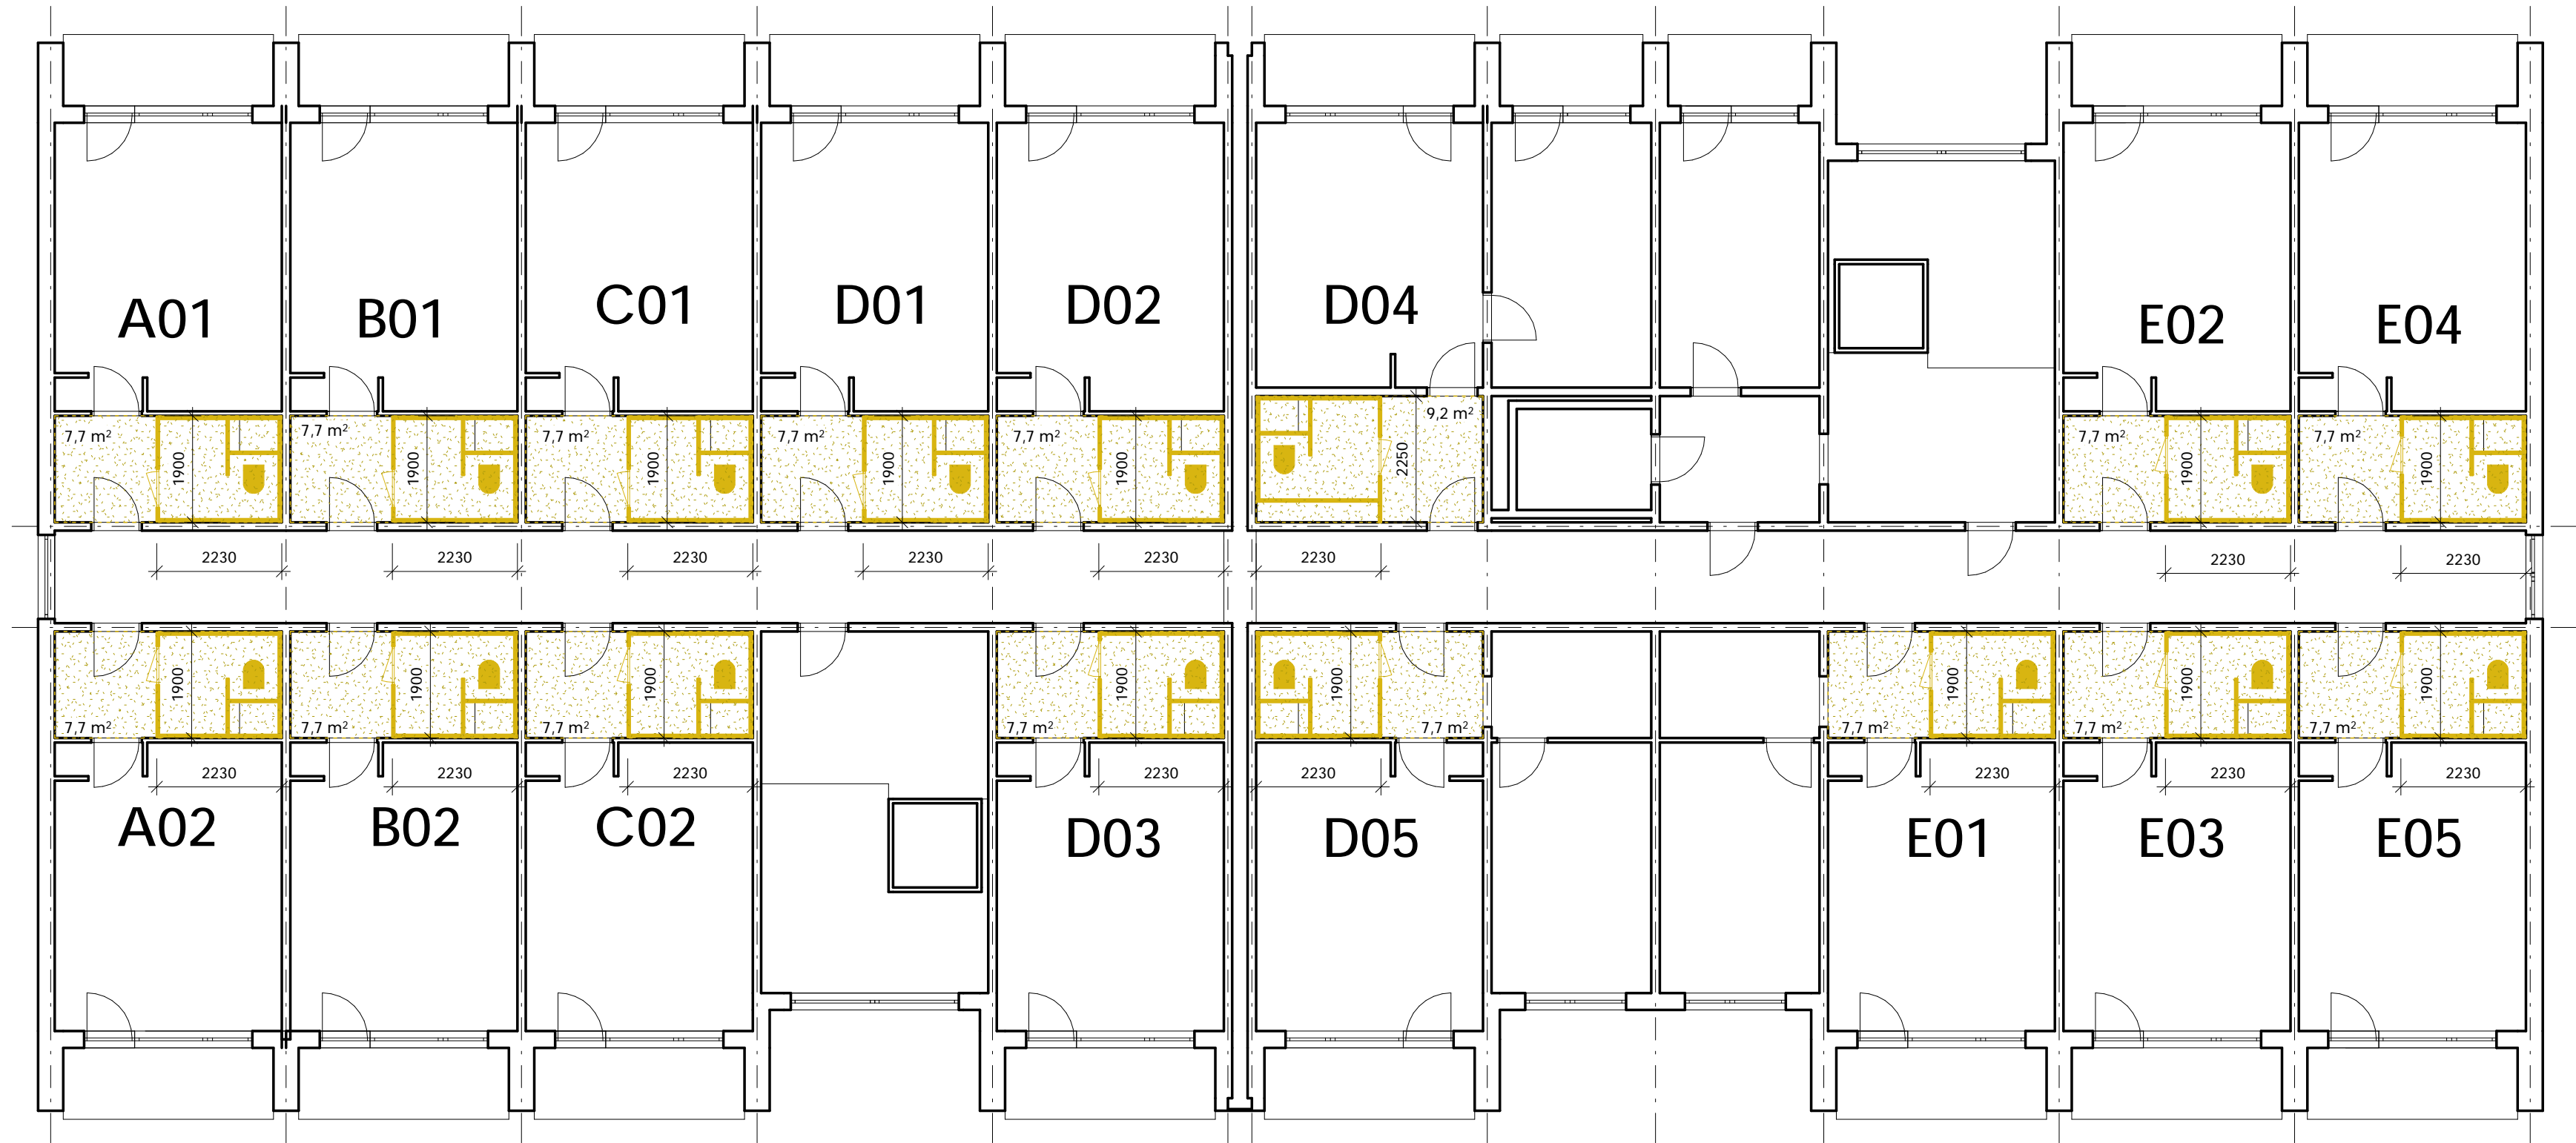 A01 B01 C01 D01 D02 D04 E02 E04
7,7 m² 7,7 m² 7,7 m² 7,7 m² 7,7 m² 9,2 m² 7,7 m² 7,7 m²
1900 1900 1900 1900 1900 2250 1900 1900
2230 2230 2230 2230 2230 2230 2230 2230
1900 1900 1900 1900 1900 1900 1900 1900
7,7 m² 7,7 m² 7,7 m² 7,7 m² 7,7 m² 7,7 m² 7,7 m² 7,7 m²
2230 2230 2230 2230 2230 2230 2230 2230
A02 B02 C02 D03 D05 E01 E03 E05